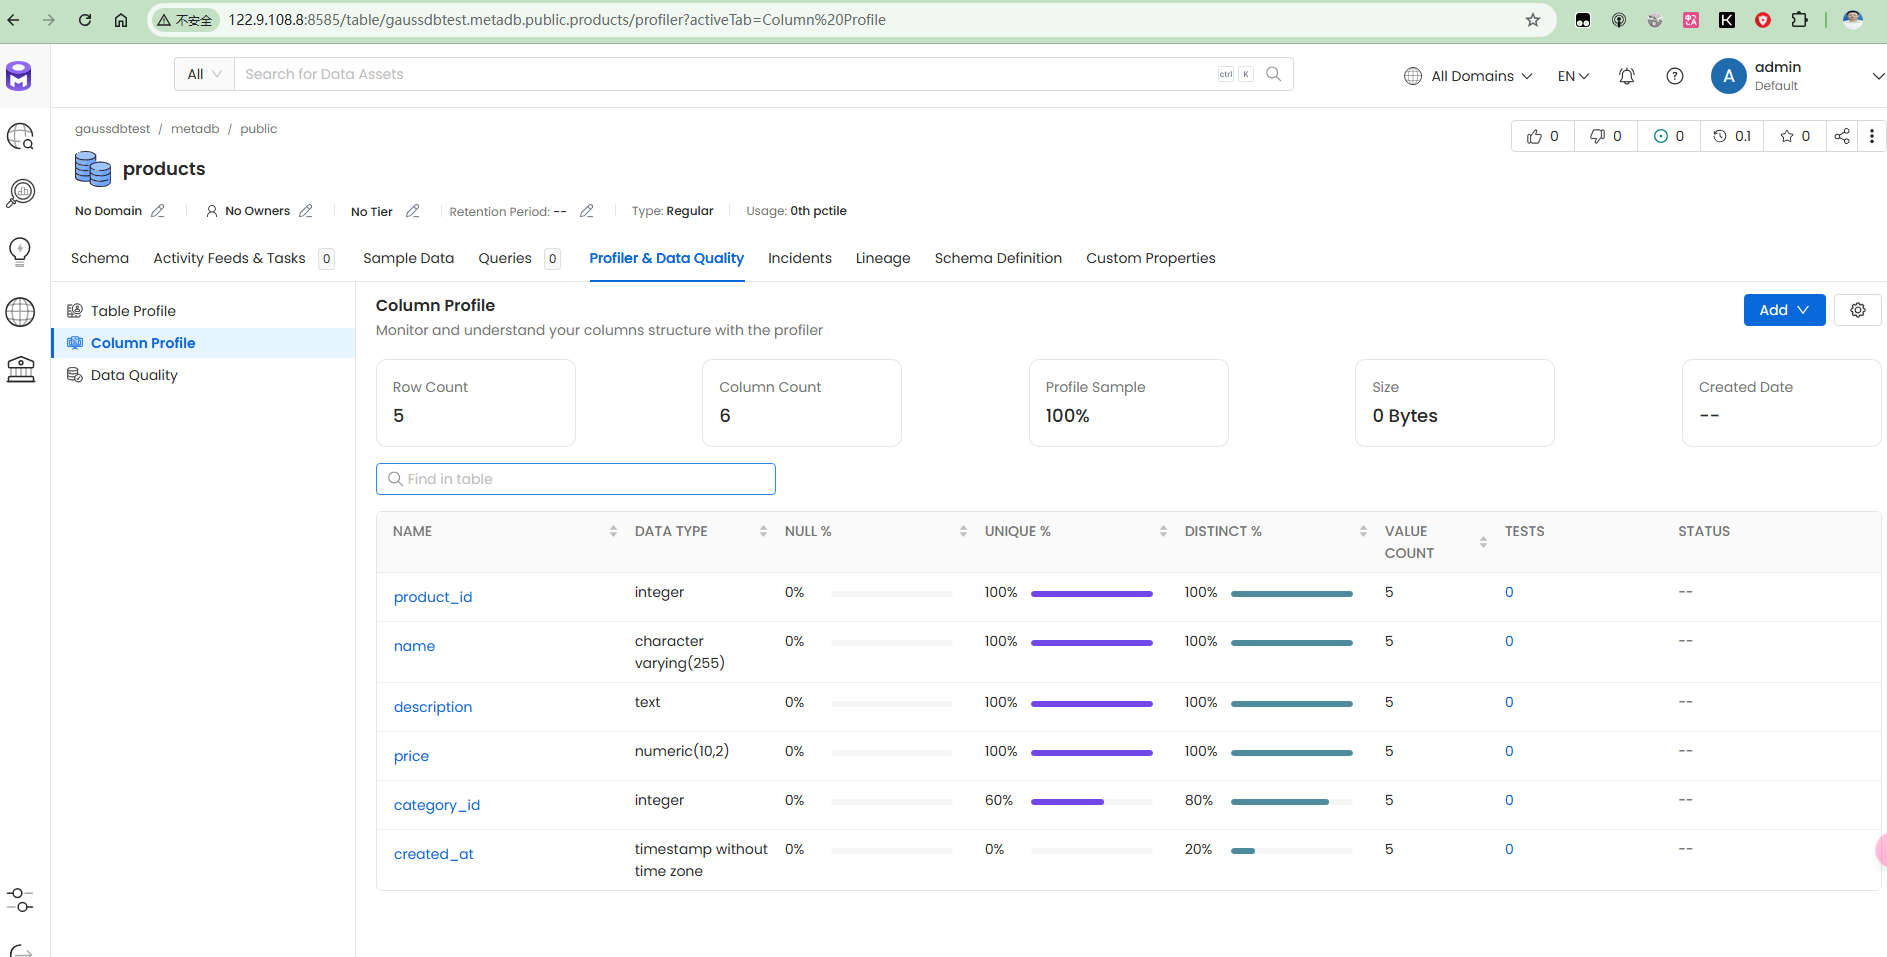 不安全 122.9.108.8:8585/table/gaussdbtest.metadb.public.products/profiler?activeTab=Column%20Profile
All Search for Data Assets ctrl K
All Domains EN ? A admin
Default
gaussdbtest / metadb / public
0 0 0 0.1 0
products
No Domain No Owners No Tier Retention Period: -- Type: Regular Usage: 0th pctile
Schema Activity Feeds & Tasks 0 Sample Data Queries 0 Profiler & Data Quality Incidents Lineage Schema Definition Custom Properties
Table Profile
Column Profile
Data Quality
Column Profile
Monitor and understand your columns structure with the profiler
Add
Row Count Column Count Profile Sample Size Created Date
5 6 100% 0 Bytes --
Find in table
NAME DATA TYPE NULL % UNIQUE % DISTINCT % VALUE COUNT TESTS STATUS
product_id integer 0% 100% 100% 5 0 --
name character varying(255) 0% 100% 100% 5 0 --
description text 0% 100% 100% 5 0 --
price numeric(10,2) 0% 100% 100% 5 0 --
category_id integer 0% 60% 80% 5 0 --
created_at timestamp without time zone 0% 0% 20% 5 0 --